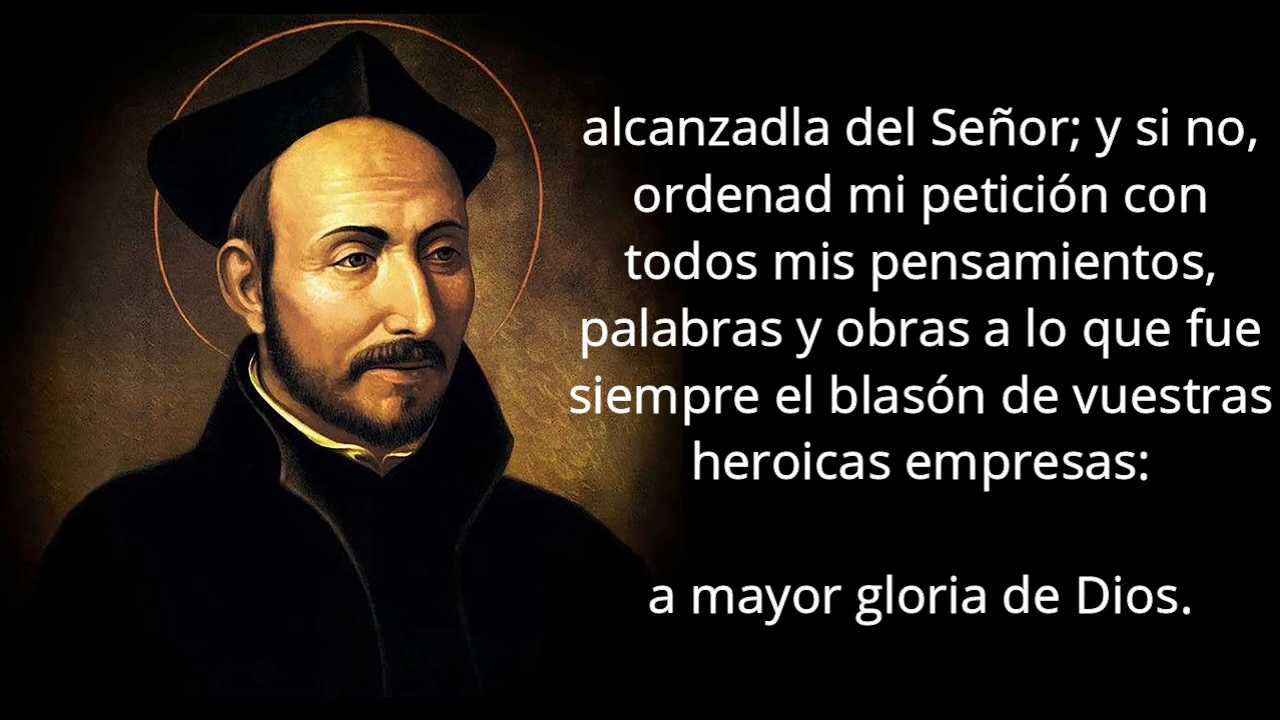 alcanzadla del Señor; y si no,
ordenad mi petición con
todos mis pensamientos,
palabras y obras a lo que fue
siempre el blasón de vuestras
heroicas empresas:
a mayor gloria de Dios.